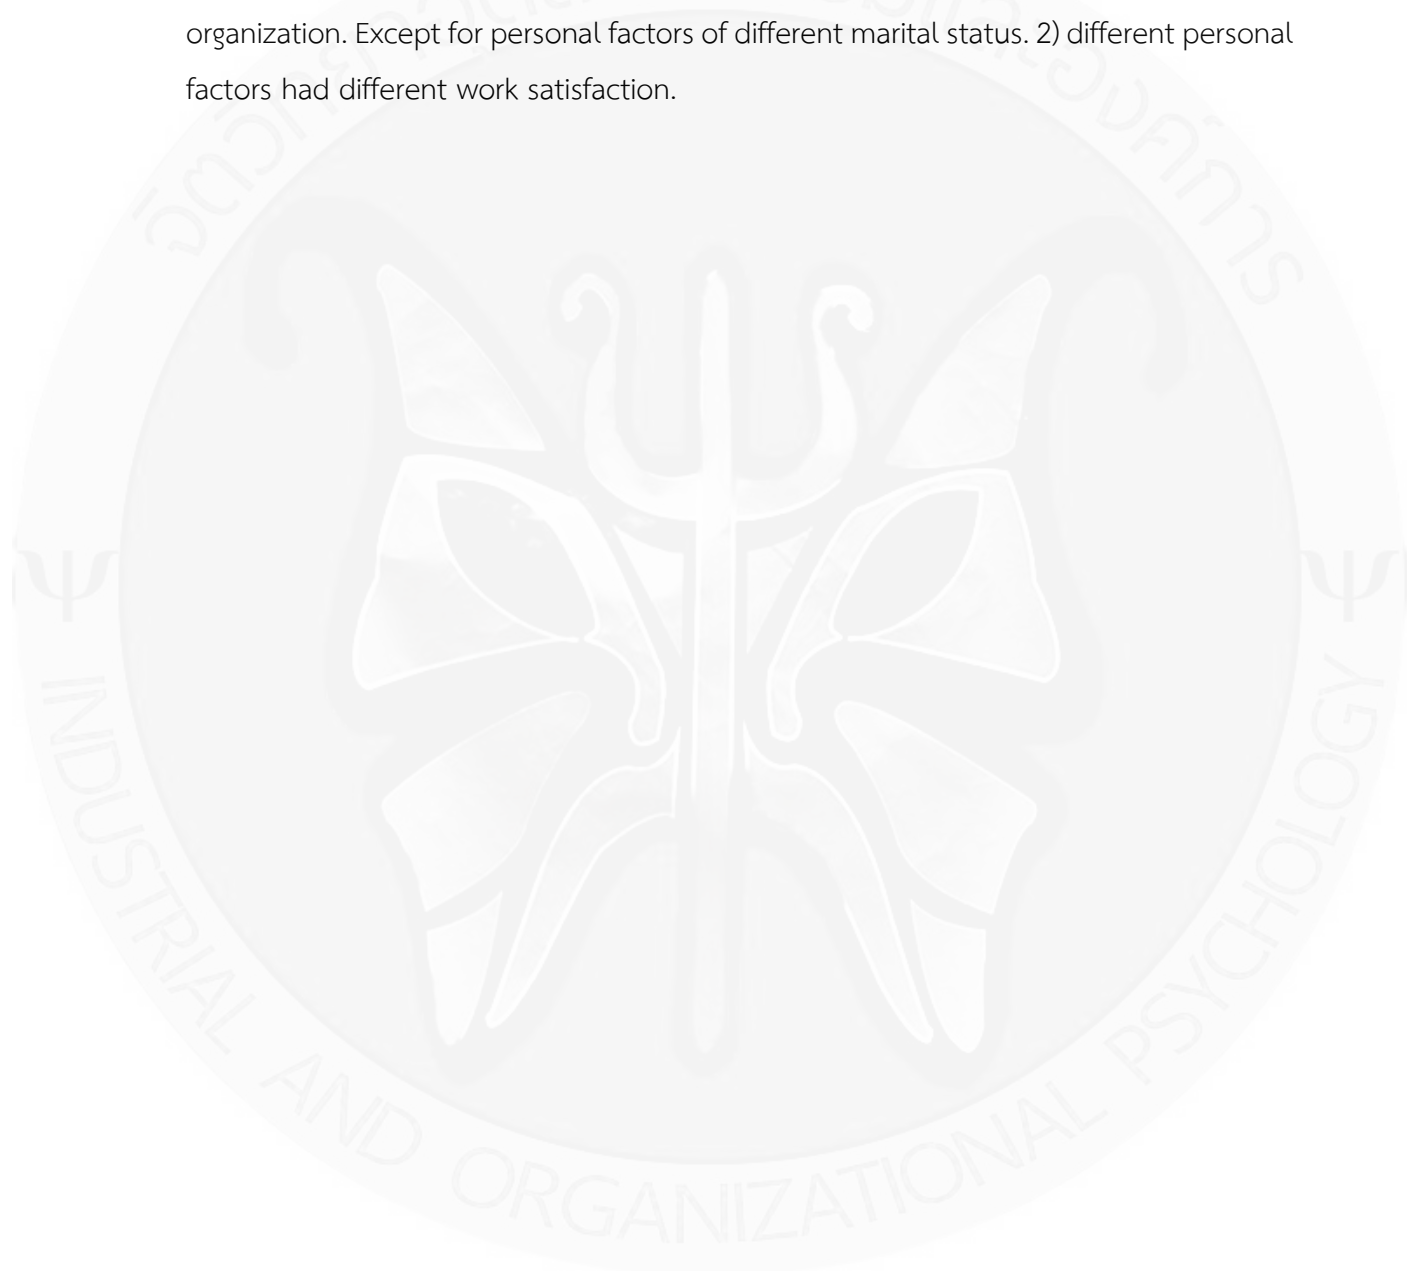 organization. Except for personal factors of different marital status. 2) different personal
factors had different work satisfaction.
Ψ
Ψ
INDUSTRIAL AND ORGANIZATIONAL PSYCHOLOGY